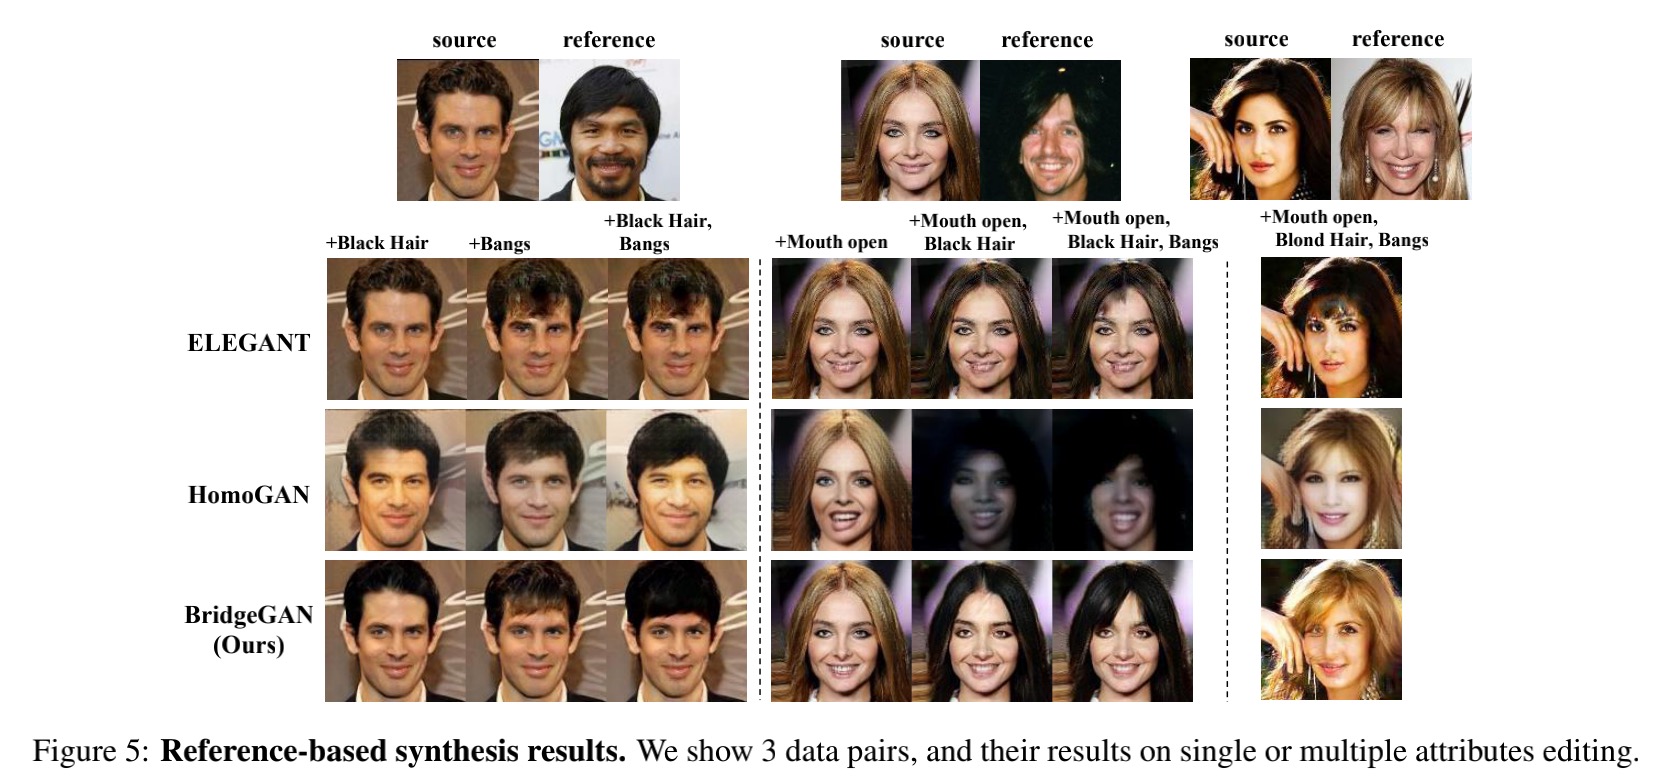 source reference source reference source reference
+Black Hair +Bangs +Black Hair,
Bangs
+Mouth open +Mouth open,
Black Hair
+Mouth open,
Black Hair, Bangs
+Mouth open,
Blond Hair, Bangs
ELEGANT
HomoGAN
BridgeGAN
(Ours)
Figure 5: Reference-based synthesis results. We show 3 data pairs, and their results on single or multiple attributes editing.